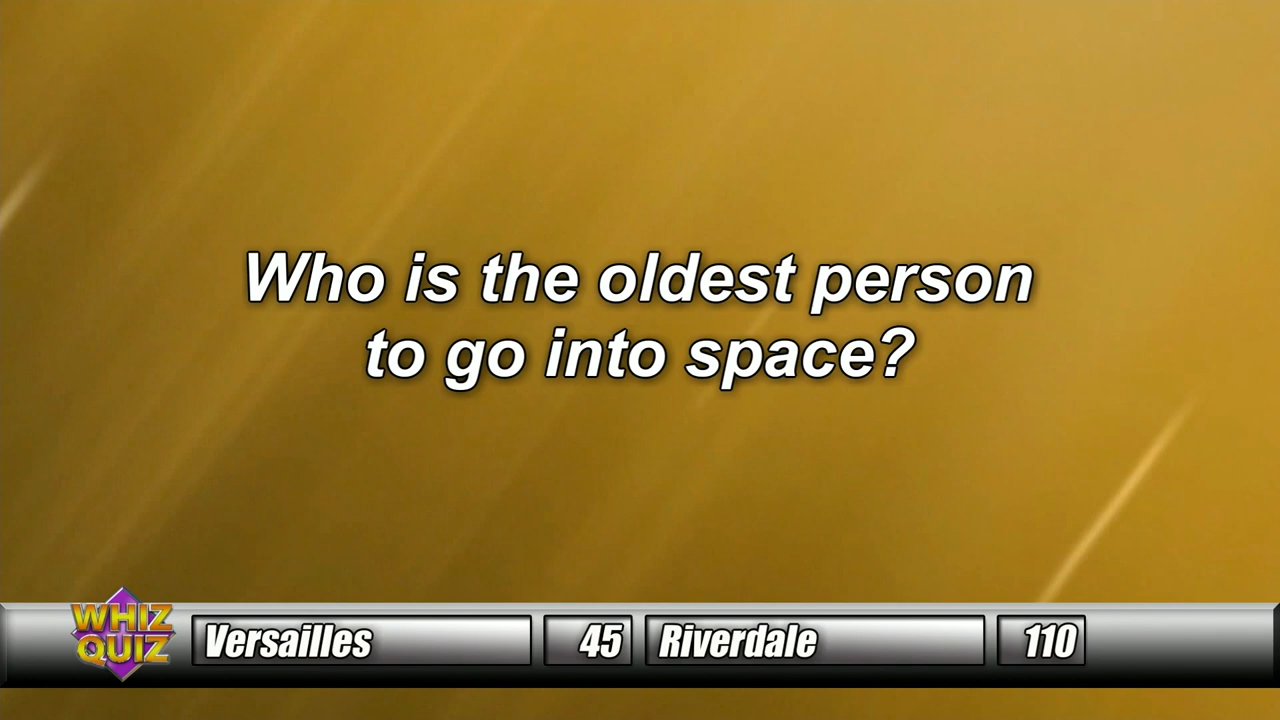 Who is the oldest person
to go into space?
WHIZ
QUIZ
Versailles 45 Riverdale 110